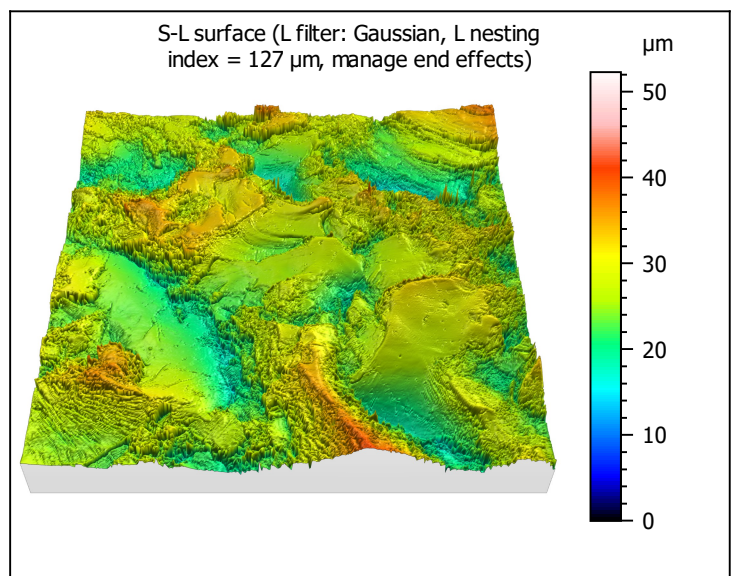 S-L surface (L filter: Gaussian, L nesting
index = 127 µm, manage end effects)
µm
50
40
30
20
10
0